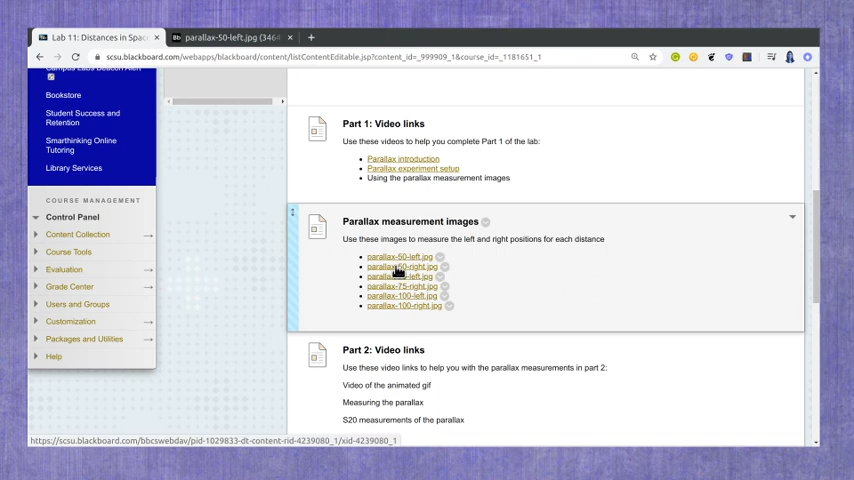 Lab 11: Distances in Spac
Bb parallax-50-left.jpg (346
scsu.blackboard.com/webapps/blackboard/content/listContentEditable.jsp?content_id=_999909_1&course_id=_1181651_1
Bookstore
Student Success and
Retention
Smarthinking Online
Tutoring
Library Services
COURSE MANAGEMENT
Control Panel
Content Collection
Course Tools
Evaluation
Grade Center
Users and Groups
Customization
Packages and Utilities
Help
Part 1: Video links
Use these videos to help you complete Part 1 of the lab:
Parallax introduction
Parallax experiment setup
Using the parallax measurement images
Parallax measurement images
Use these images to measure the left and right positions for each distance
parallax-50-left.jpg
parallax-50-right.jpg
left.jpg
parallax-75-right.jpg
parallax-100-left.jpg
parallax-100-right.jpg
Part 2: Video links
Use these video links to help you with the parallax measurements in part 2:
Video of the animated gif
Measuring the parallax
S20 measurements of the parallax
https://scsu.blackboard.com/bbcswebdav/pid-1029833-dt-content-rid-4239080_1/xid-4239080_1